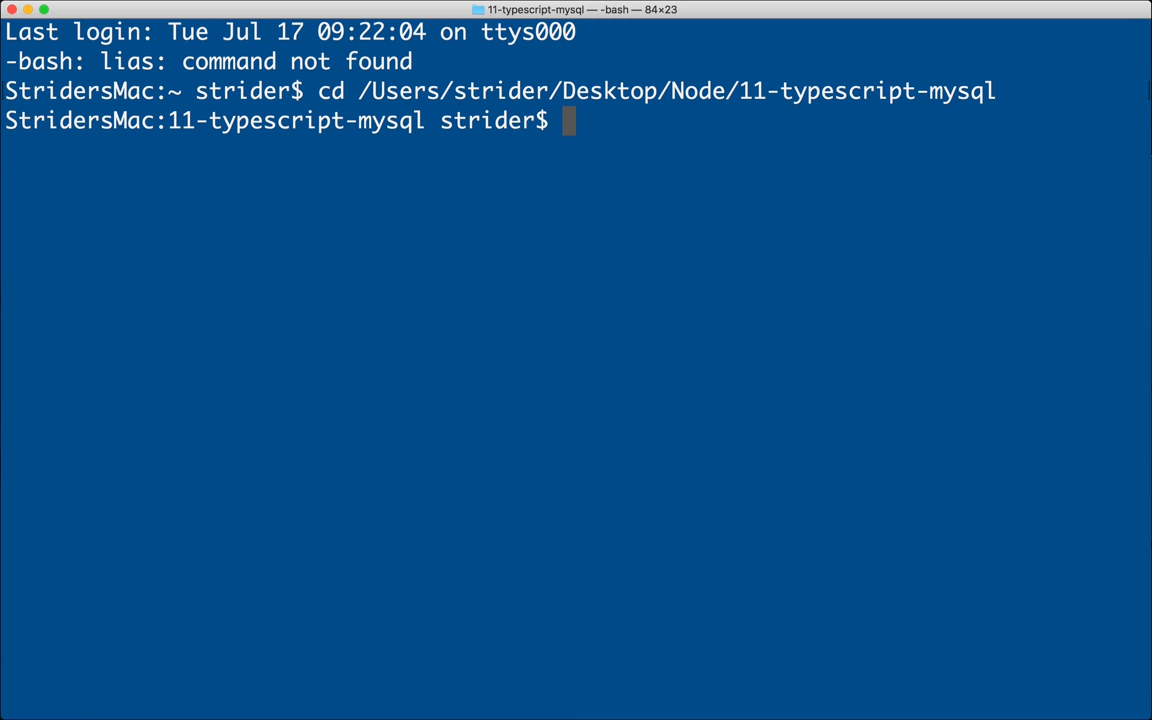 11-typescript-mysql — -bash — 84×23
Last login: Tue Jul 17 09:22:04 on ttys000
-bash: lias: command not found
StridersMac:~ strider$ cd /Users/strider/Desktop/Node/11-typescript-mysql
StridersMac:11-typescript-mysql strider$